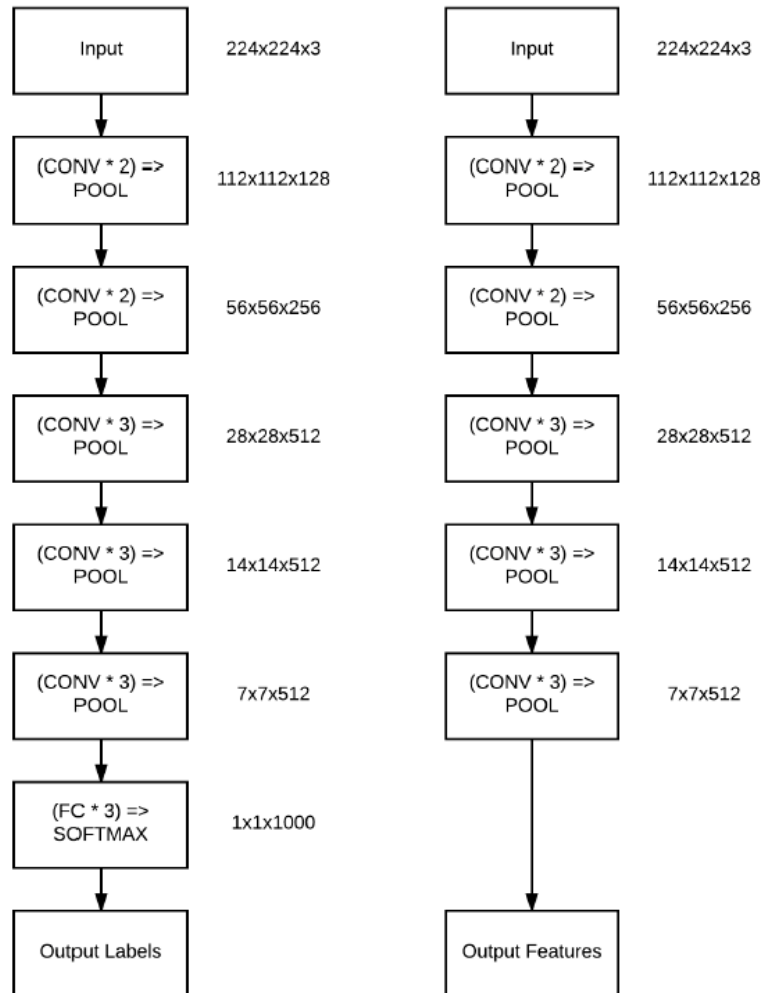 Input
224x224x3
(CONV * 2) =>
POOL
112x112x128
(CONV * 2) =>
POOL
56x56x256
(CONV * 3) =>
POOL
28x28x512
(CONV * 3) =>
POOL
14x14x512
(CONV * 3) =>
POOL
7x7x512
(FC * 3) =>
SOFTMAX
1x1x1000
Output Labels
Input
224x224x3
(CONV * 2) =>
POOL
112x112x128
(CONV * 2) =>
POOL
56x56x256
(CONV * 3) =>
POOL
28x28x512
(CONV * 3) =>
POOL
14x14x512
(CONV * 3) =>
POOL
7x7x512
Output Features